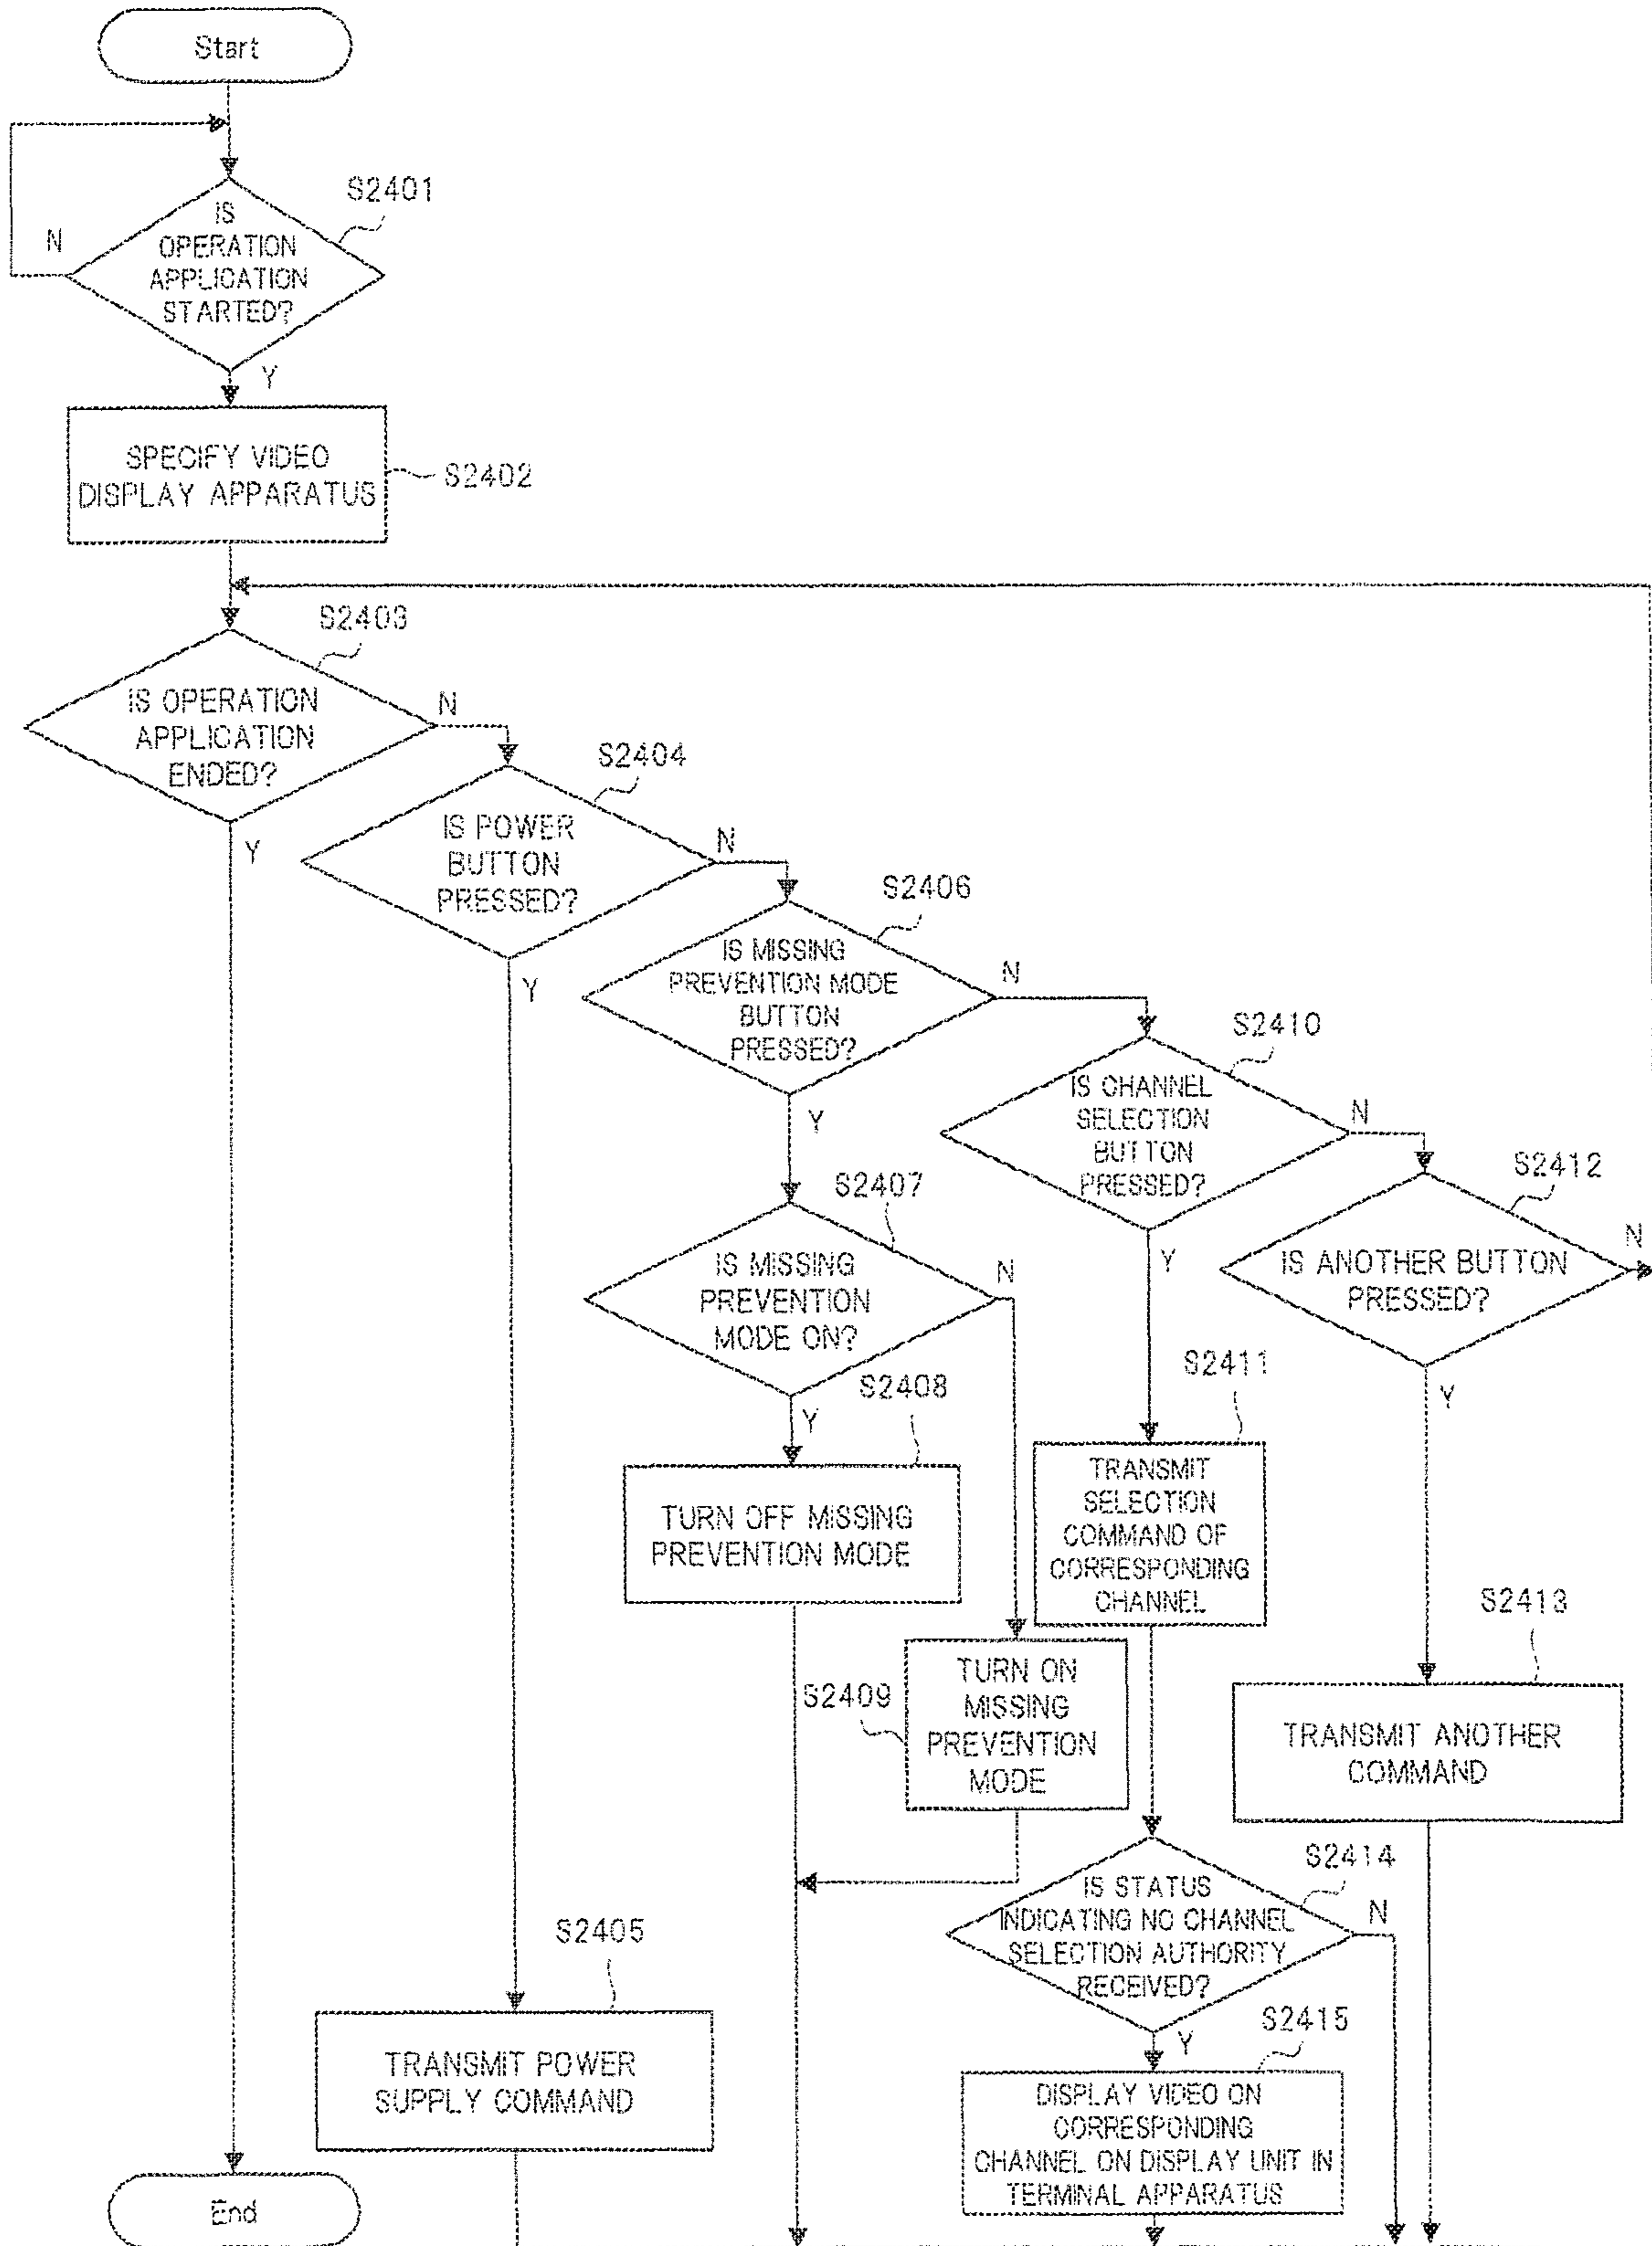 Start
S2401
N
IS
OPERATION
APPLICATION
STARTED?
Y
SPECIFY VIDEO
DISPLAY APPARATUS
S2402
S2403
IS OPERATION
APPLICATION
ENDED?
N
Y
S2404
IS POWER
BUTTON
PRESSED?
N
Y
S2406
IS MISSING
PREVENTION MODE
BUTTON
PRESSED?
N
Y
S2410
IS CHANNEL
SELECTION
BUTTON
PRESSED?
N
Y
S2412
IS ANOTHER BUTTON
PRESSED?
N
Y
S2407
IS MISSING
PREVENTION
MODE ON?
N
Y
S2408
TURN OFF MISSING
PREVENTION MODE
S2411
TRANSMIT
SELECTION
COMMAND OF
CORRESPONDING
CHANNEL
S2409
TURN ON
MISSING
PREVENTION
MODE
S2413
TRANSMIT ANOTHER
COMMAND
S2414
IS STATUS
INDICATING NO CHANNEL
SELECTION AUTHORITY
RECEIVED?
N
Y
S2405
TRANSMIT POWER
SUPPLY COMMAND
S2415
DISPLAY VIDEO ON
CORRESPONDING
CHANNEL ON DISPLAY UNIT IN
TERMINAL APPARATUS
End